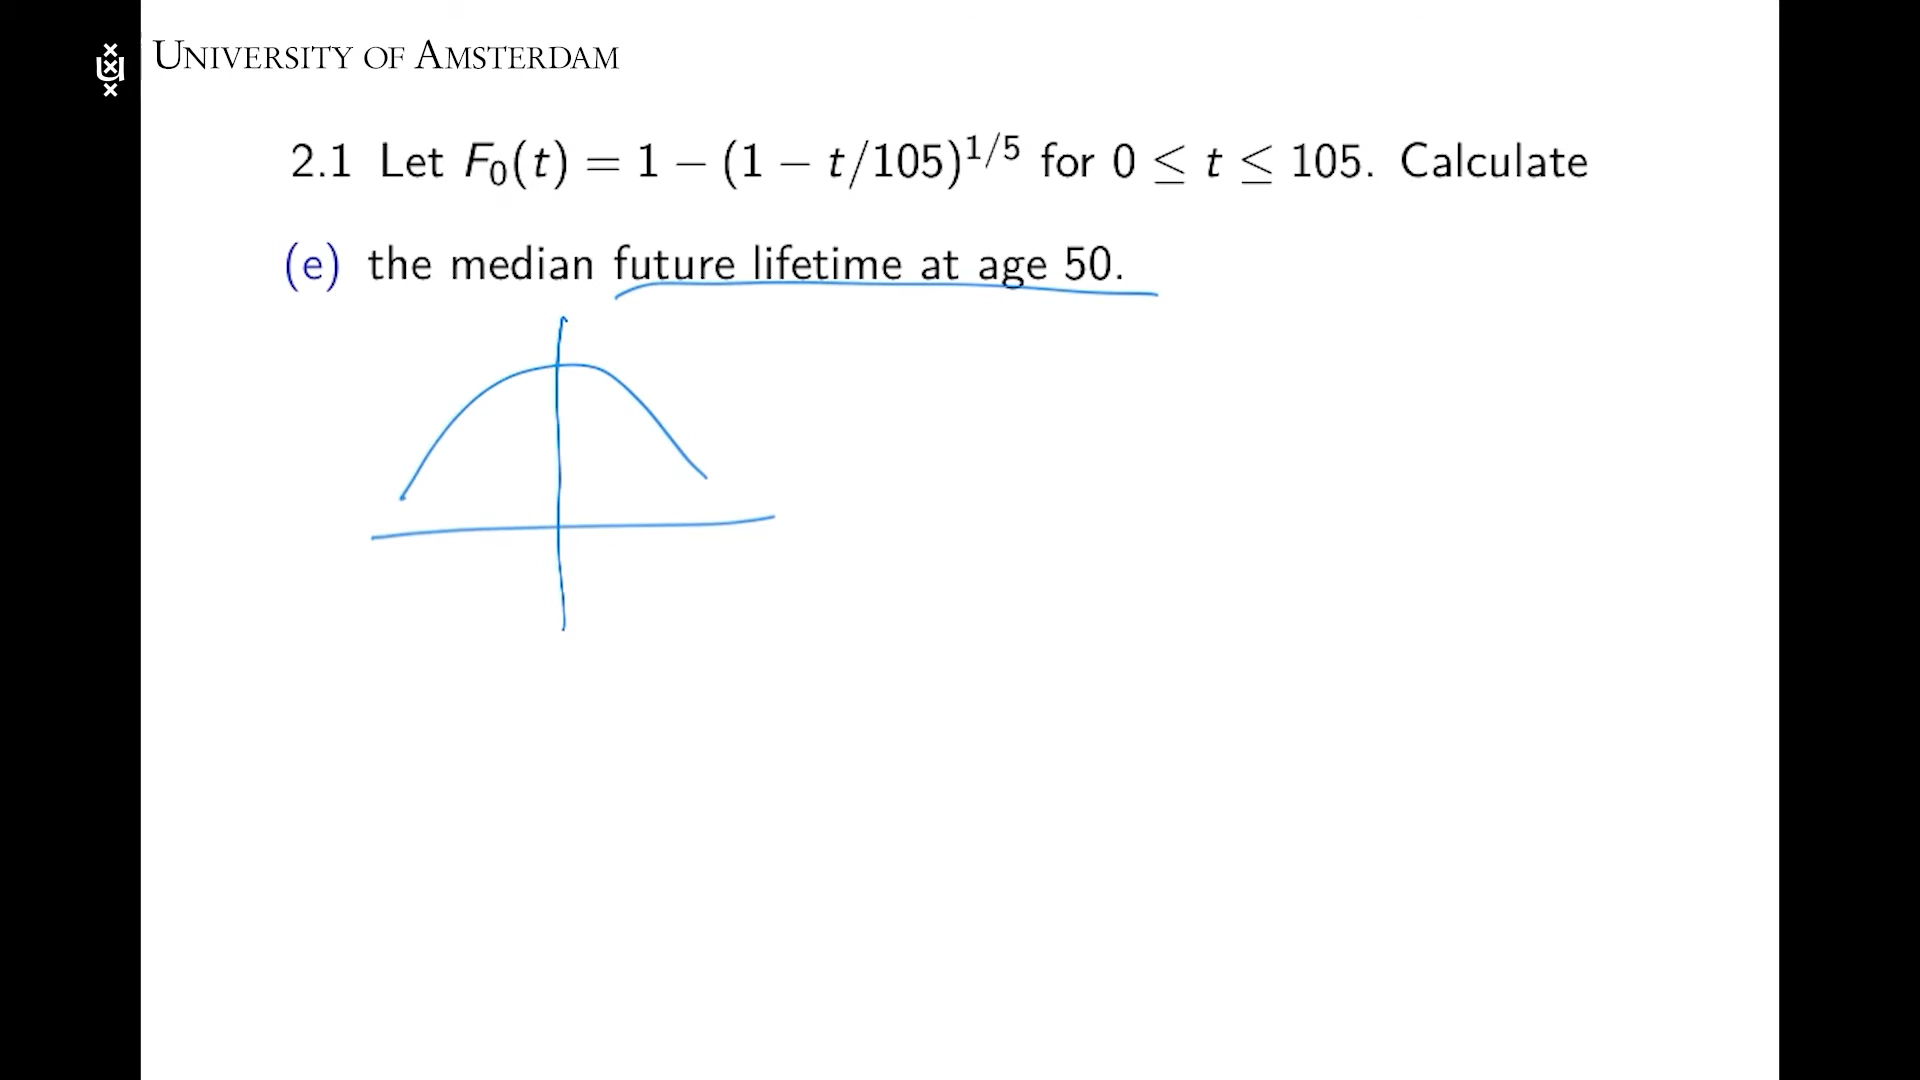 UNIVERSITY OF AMSTERDAM
2.1 Let F₀(t) = 1 − (1 − t/105)^{1/5} for 0 ≤ t ≤ 105. Calculate
(e) the median future lifetime at age 50.